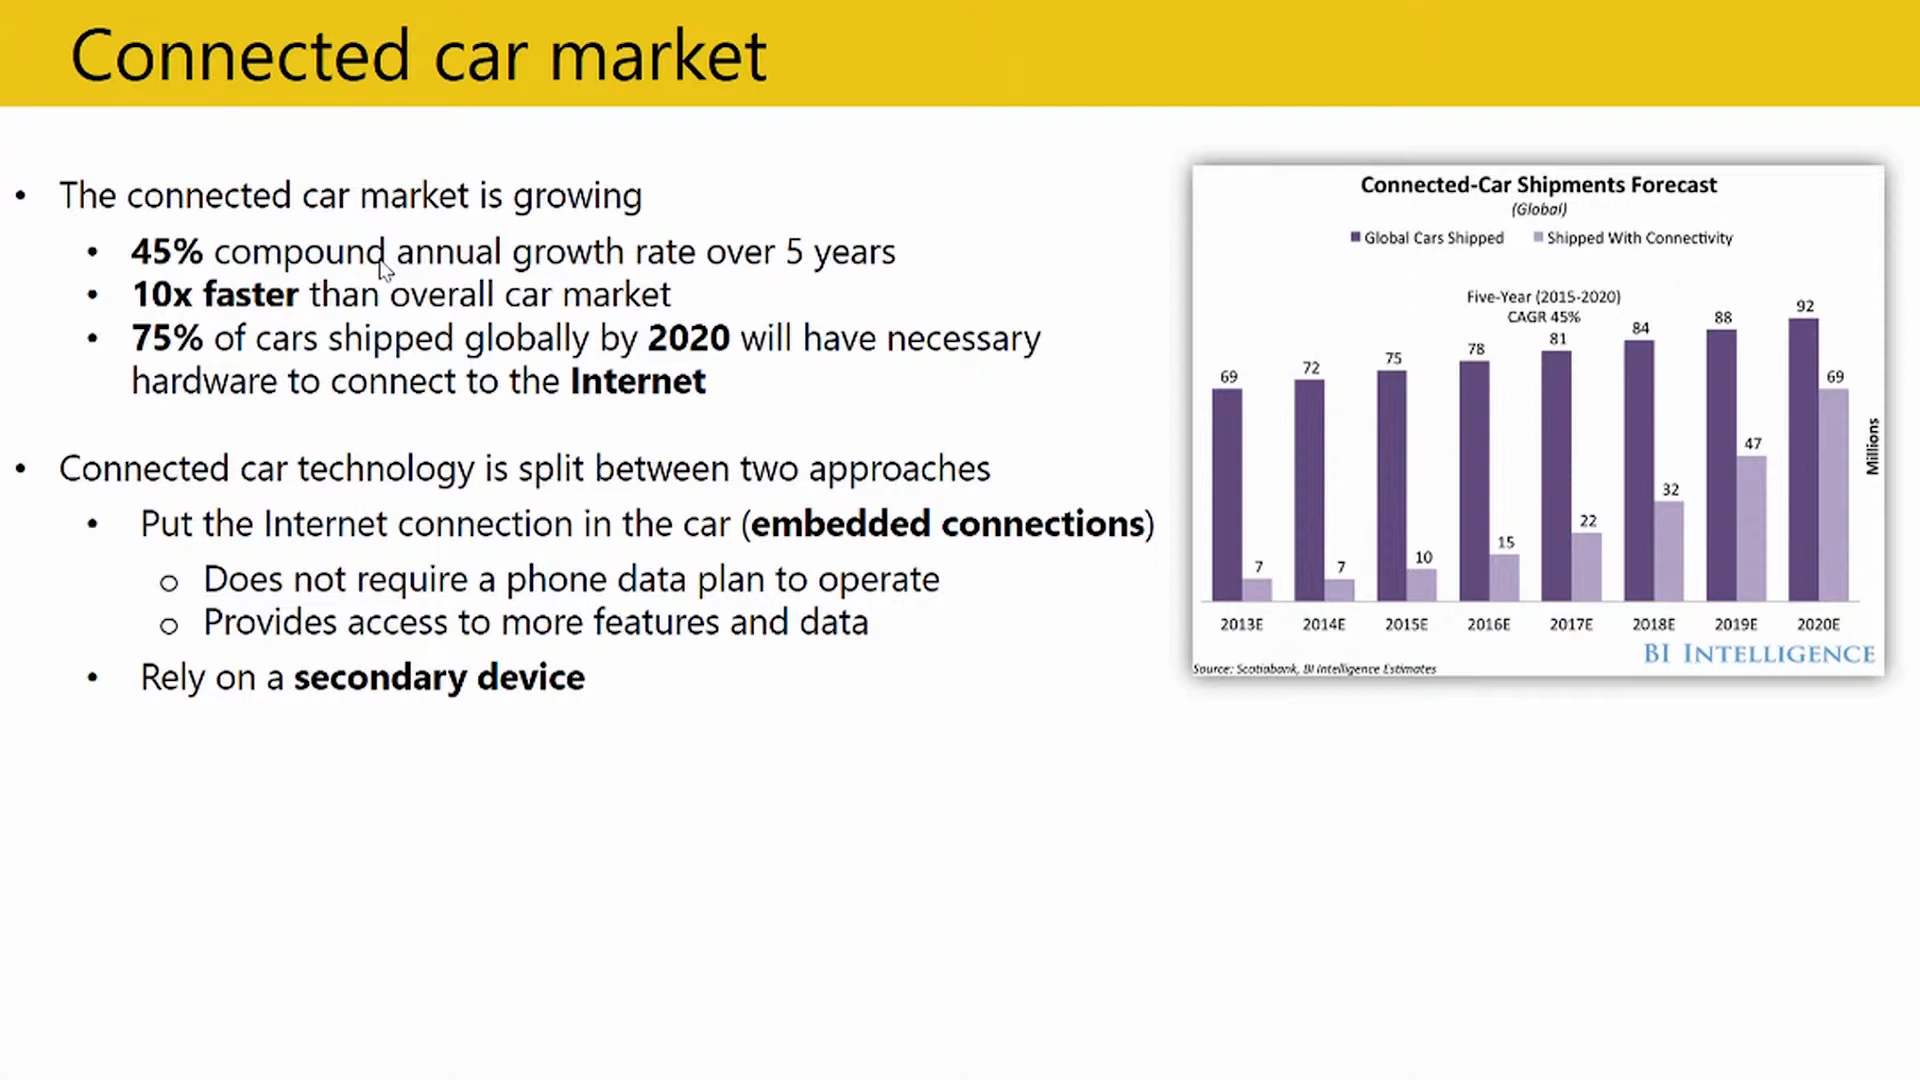 Connected car market
• The connected car market is growing
• 45% compound annual growth rate over 5 years
• 10x faster than overall car market
• 75% of cars shipped globally by 2020 will have necessary
hardware to connect to the Internet
• Connected car technology is split between two approaches
• Put the Internet connection in the car (embedded connections)
o Does not require a phone data plan to operate
o Provides access to more features and data
• Rely on a secondary device
Connected-Car Shipments Forecast
(Global)
Global Cars Shipped Shipped With Connectivity
Five-Year (2015-2020)
CAGR 45%
69 7 72 7 75 10 78 15 81 22 84 32 88 47 92 69
Millions
2013E 2014E 2015E 2016E 2017E 2018E 2019E 2020E
BI INTELLIGENCE
Source: Scotiabank, BI Intelligence Estimates